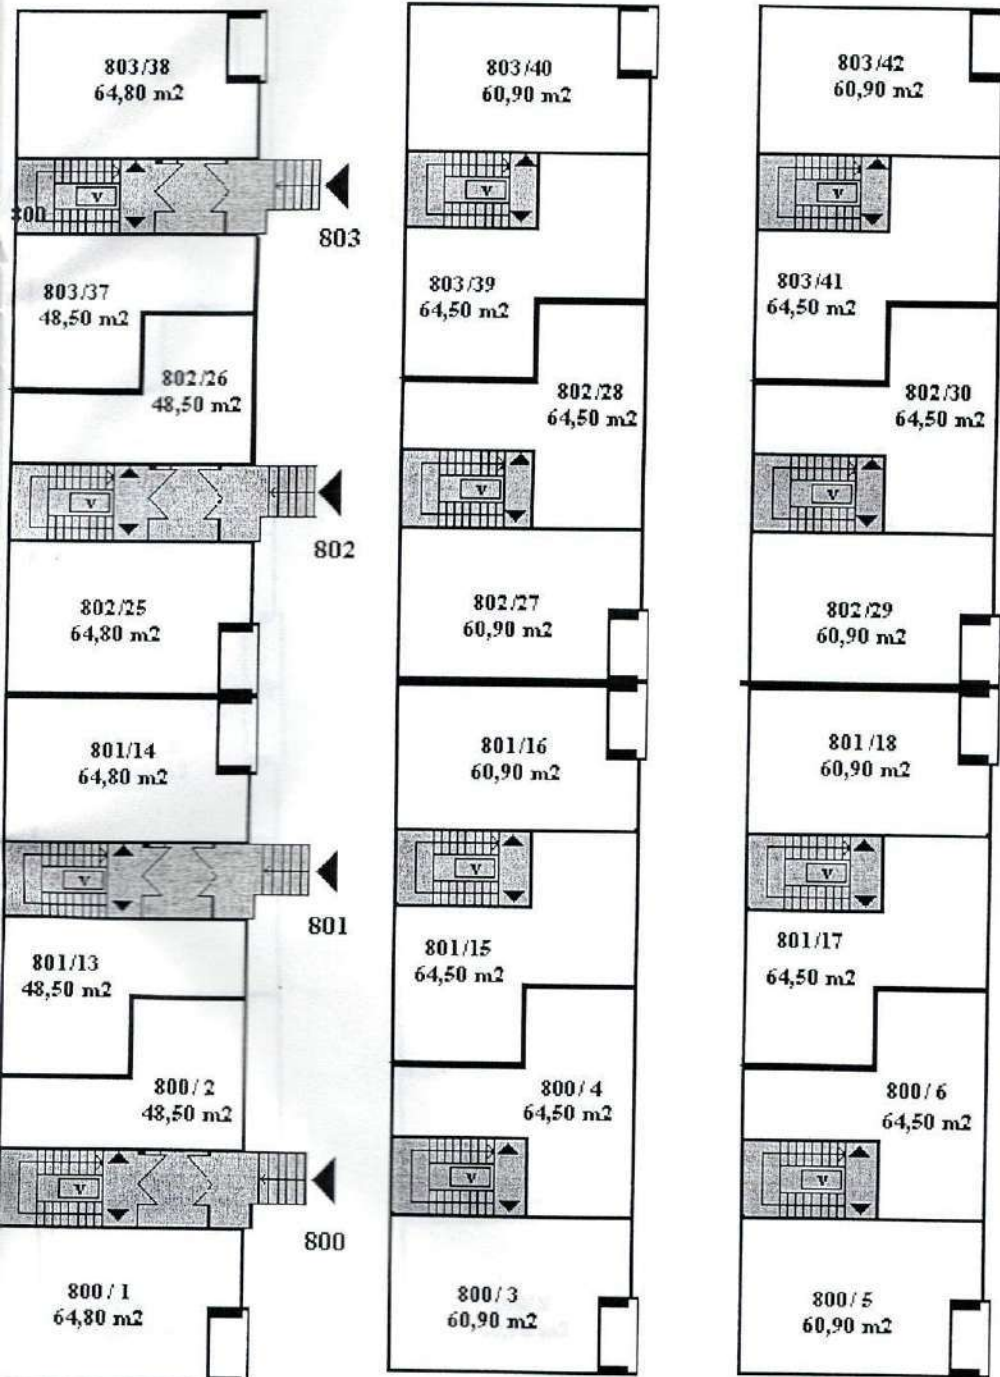 803/38
64,80 m2
V
803
803/37
48,50 m2
802/26
48,50 m2
V
802
802/25
64,80 m2
801/14
64,80 m2
V
801
801/13
48,50 m2
800/2
48,50 m2
V
800
800/1
64,80 m2
803/40
60,90 m2
V
803/39
64,50 m2
802/28
64,50 m2
V
802/27
60,90 m2
801/16
60,90 m2
V
801/15
64,50 m2
800/4
64,50 m2
V
800/3
60,90 m2
803/42
60,90 m2
V
803/41
64,50 m2
802/30
64,50 m2
V
802/29
60,90 m2
801/18
60,90 m2
V
801/17
64,50 m2
800/6
64,50 m2
V
800/5
60,90 m2